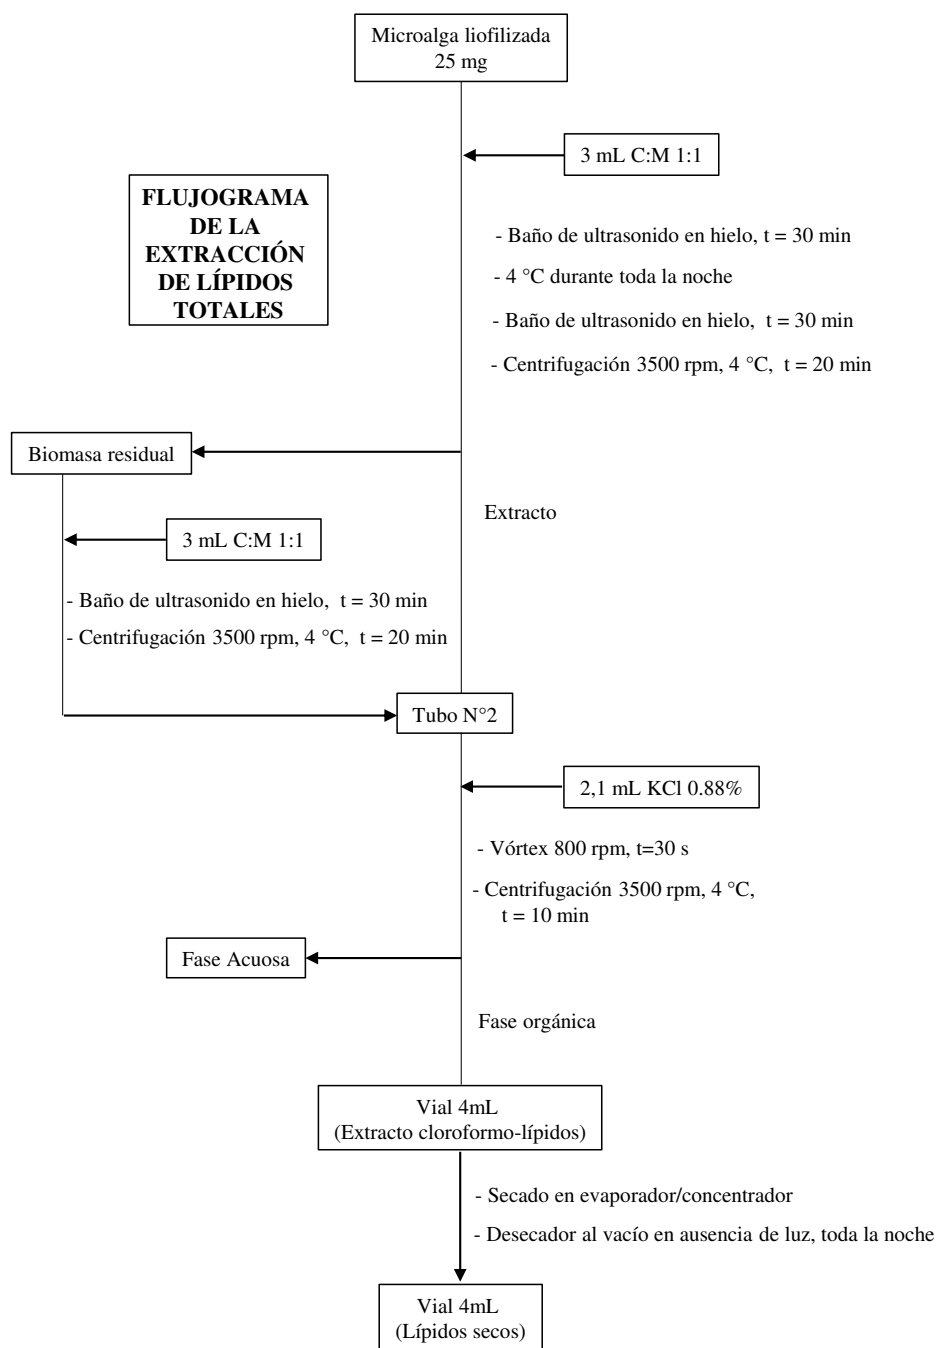 Microalga liofilizada
25 mg
3 mL C:M 1:1
FLUJOGRAMA
DE LA
EXTRACCIÓN
DE LÍPIDOS
TOTALES
- Baño de ultrasonido en hielo, t = 30 min
- 4 °C durante toda la noche
- Baño de ultrasonido en hielo, t = 30 min
- Centrifugación 3500 rpm, 4 °C, t = 20 min
Biomasa residual
Extracto
3 mL C:M 1:1
- Baño de ultrasonido en hielo, t = 30 min
- Centrifugación 3500 rpm, 4 °C, t = 20 min
Tubo N°2
2,1 mL KCl 0.88%
- Vórtex 800 rpm, t=30 s
- Centrifugación 3500 rpm, 4 °C,
t = 10 min
Fase Acuosa
Fase orgánica
Vial 4mL
(Extracto cloroformo-lípidos)
- Secado en evaporador/concentrador
- Desecador al vacío en ausencia de luz, toda la noche
Vial 4mL
(Lípidos secos)